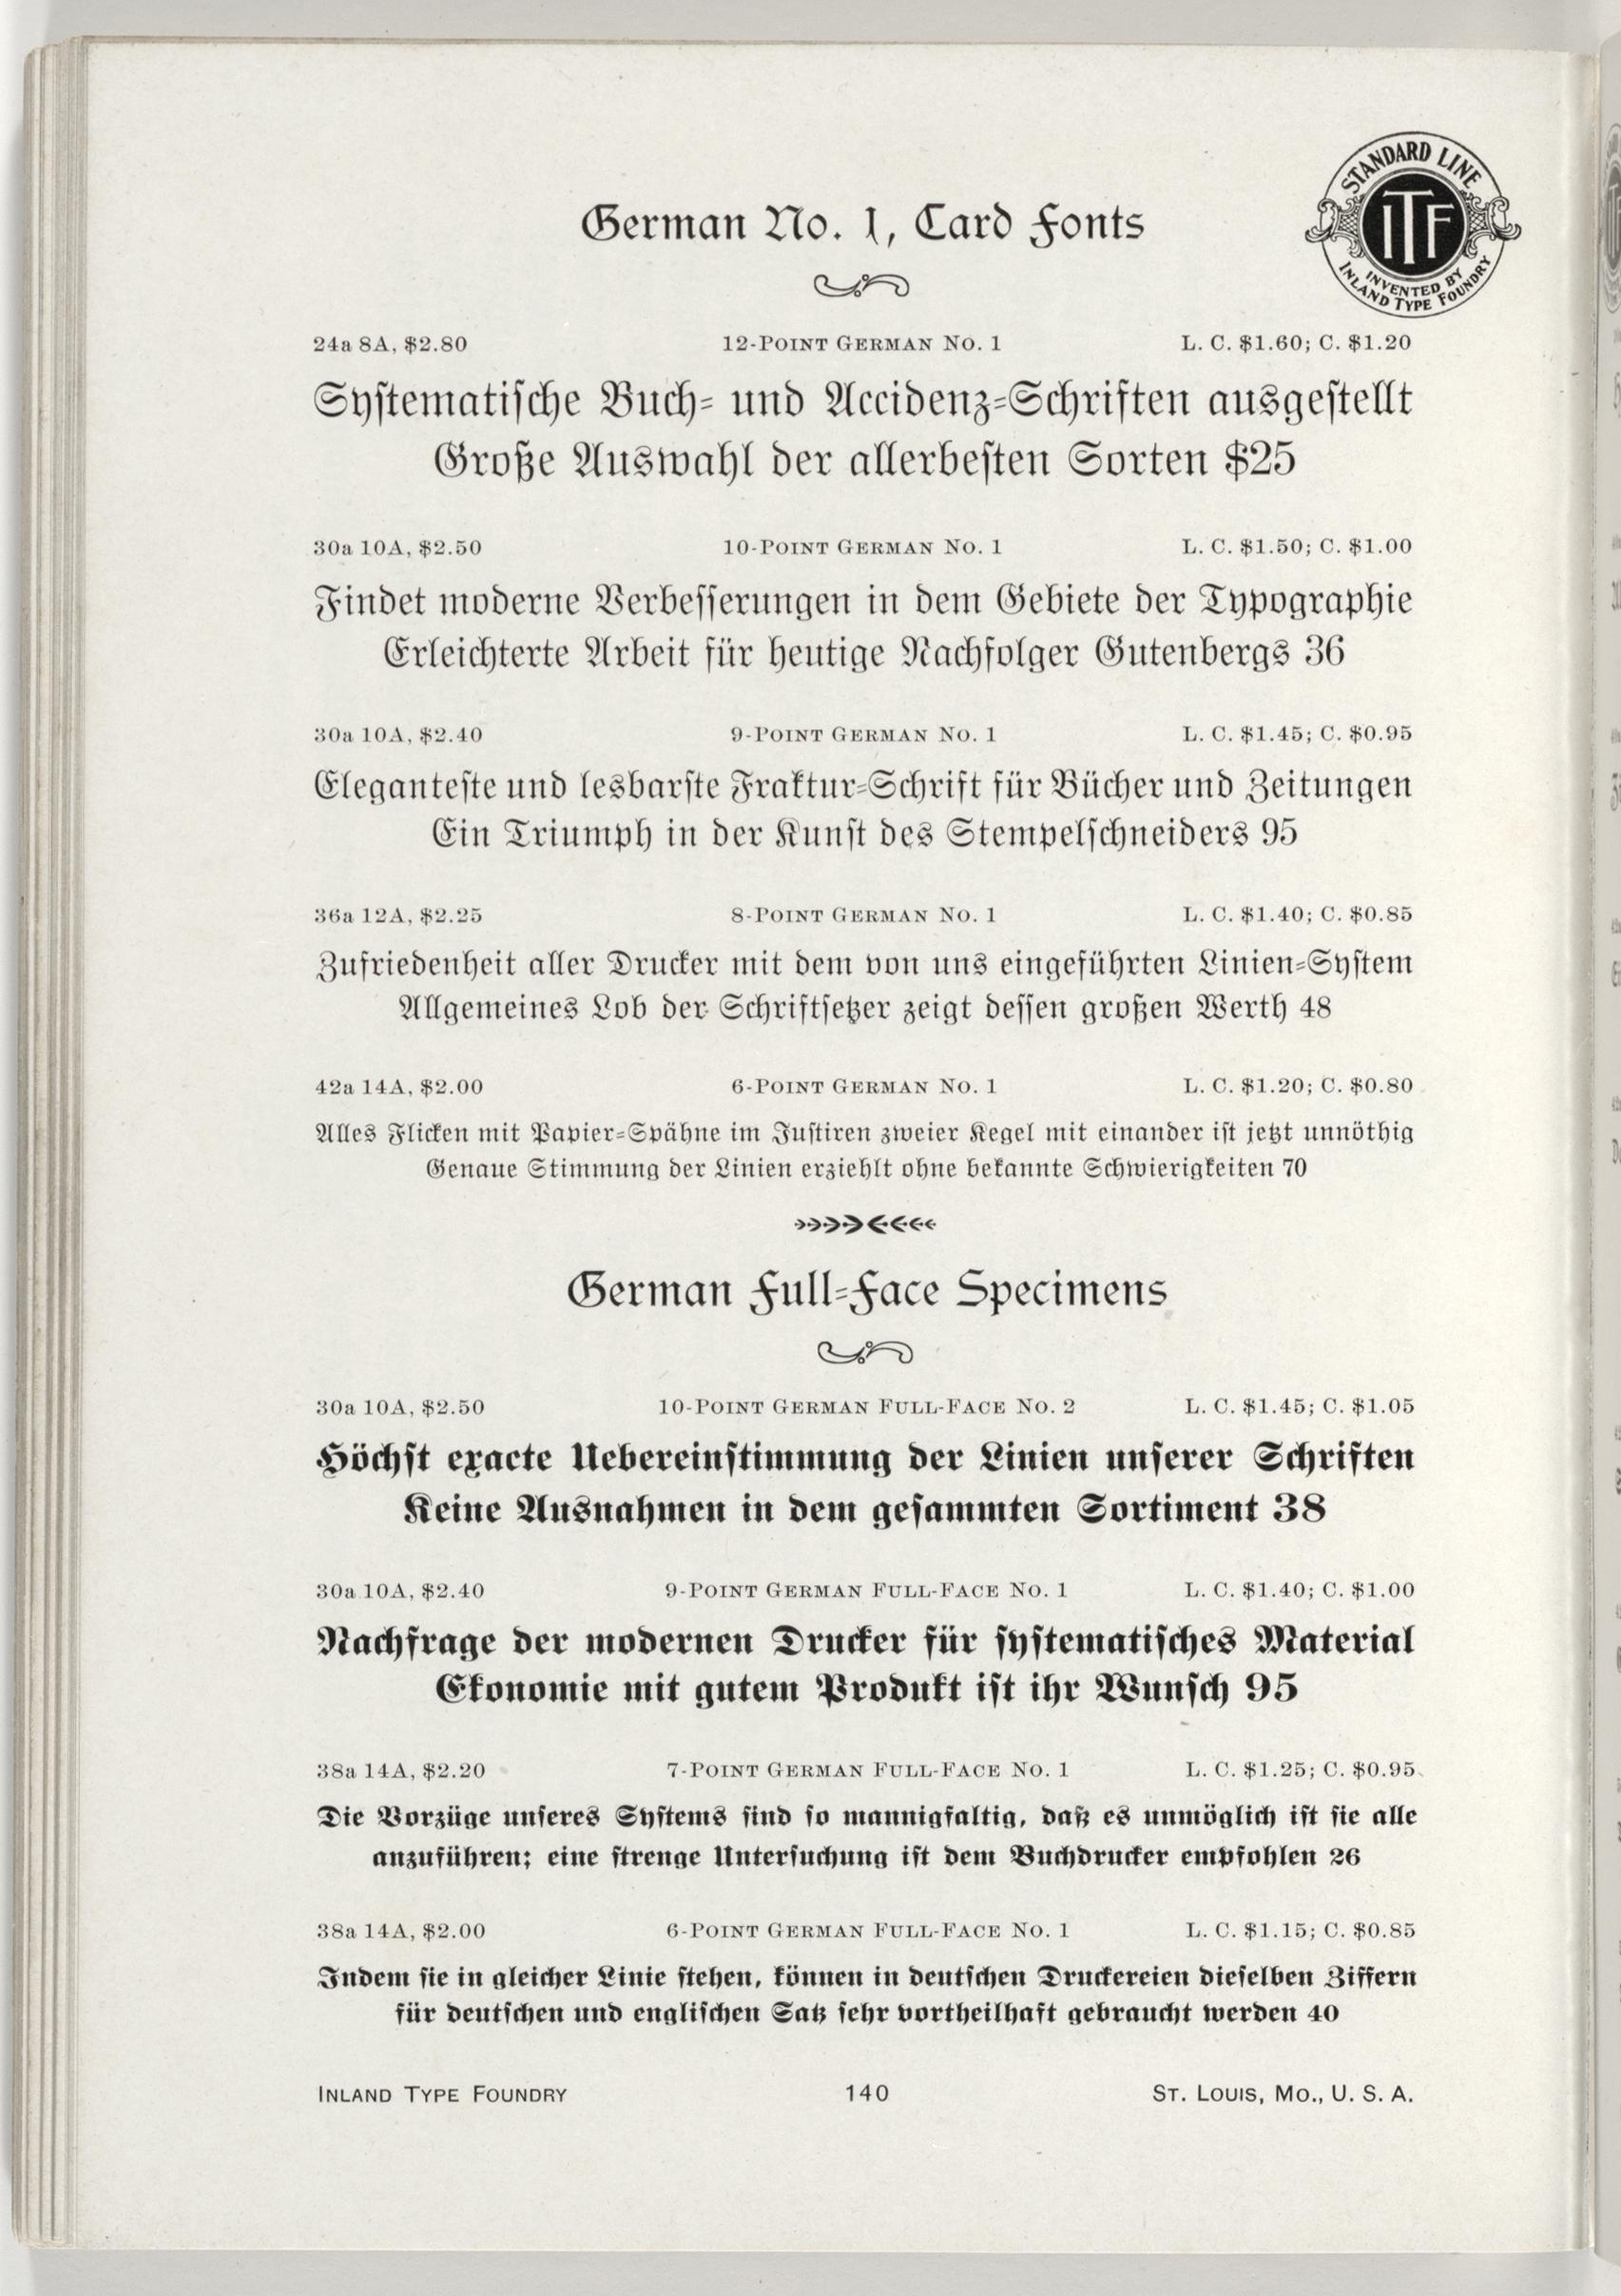 German No. 1, Card Fonts
STANDARD LINE
ITF
INVENTED BY
INLAND TYPE FOUNDRY
24a 8A, $2.80 12-POINT GERMAN NO. 1 L. C. $1.60; C. $1.20
Syſtematiſche Buch- und Accidenz-Schriften ausgeſtellt
Große Auswahl der allerbeſten Sorten $25
30a 10A, $2.50 10-POINT GERMAN NO. 1 L. C. $1.50; C. $1.00
Findet moderne Verbeſſerungen in dem Gebiete der Typographie
Erleichterte Arbeit für heutige Nachfolger Gutenbergs 36
30a 10A, $2.40 9-POINT GERMAN NO. 1 L. C. $1.45; C. $0.95
Eleganteſte und lesbarſte Fraktur-Schrift für Bücher und Zeitungen
Ein Triumph in der Kunſt des Stempelſchneiders 95
36a 12A, $2.25 8-POINT GERMAN NO. 1 L. C. $1.40; C. $0.85
Zufriedenheit aller Drucker mit dem von uns eingeführten Linien-Syſtem
Allgemeines Lob der Schriftſetzer zeigt deſſen großen Werth 48
42a 14A, $2.00 6-POINT GERMAN NO. 1 L. C. $1.20; C. $0.80
Alles Flicken mit Papier-Spähne im Juſtiren zweier Kegel mit einander iſt jetzt unnöthig
Genaue Stimmung der Linien erziehlt ohne bekannte Schwierigkeiten 70
German Full-Face Specimens
30a 10A, $2.50 10-POINT GERMAN FULL-FACE NO. 2 L. C. $1.45; C. $1.05
Höchſt exacte Uebereinſtimmung der Linien unſerer Schriften
Keine Ausnahmen in dem geſammten Sortiment 38
30a 10A, $2.40 9-POINT GERMAN FULL-FACE NO. 1 L. C. $1.40; C. $1.00
Nachfrage der modernen Drucker für ſyſtematiſches Material
Ekonomie mit gutem Produkt iſt ihr Wunſch 95
38a 14A, $2.20 7-POINT GERMAN FULL-FACE NO. 1 L. C. $1.25; C. $0.95
Die Vorzüge unſeres Syſtems ſind ſo mannigfaltig, daß es unmöglich iſt ſie alle
anzuführen; eine ſtrenge Unterſuchung iſt dem Buchdrucker empfohlen 26
38a 14A, $2.00 6-POINT GERMAN FULL-FACE NO. 1 L. C. $1.15; C. $0.85
Indem ſie in gleicher Linie ſtehen, können in deutſchen Druckereien dieſelben Ziffern
für deutſchen und engliſchen Satz ſehr vortheilhaft gebraucht werden 40
INLAND TYPE FOUNDRY 140 ST. LOUIS, MO., U. S. A.